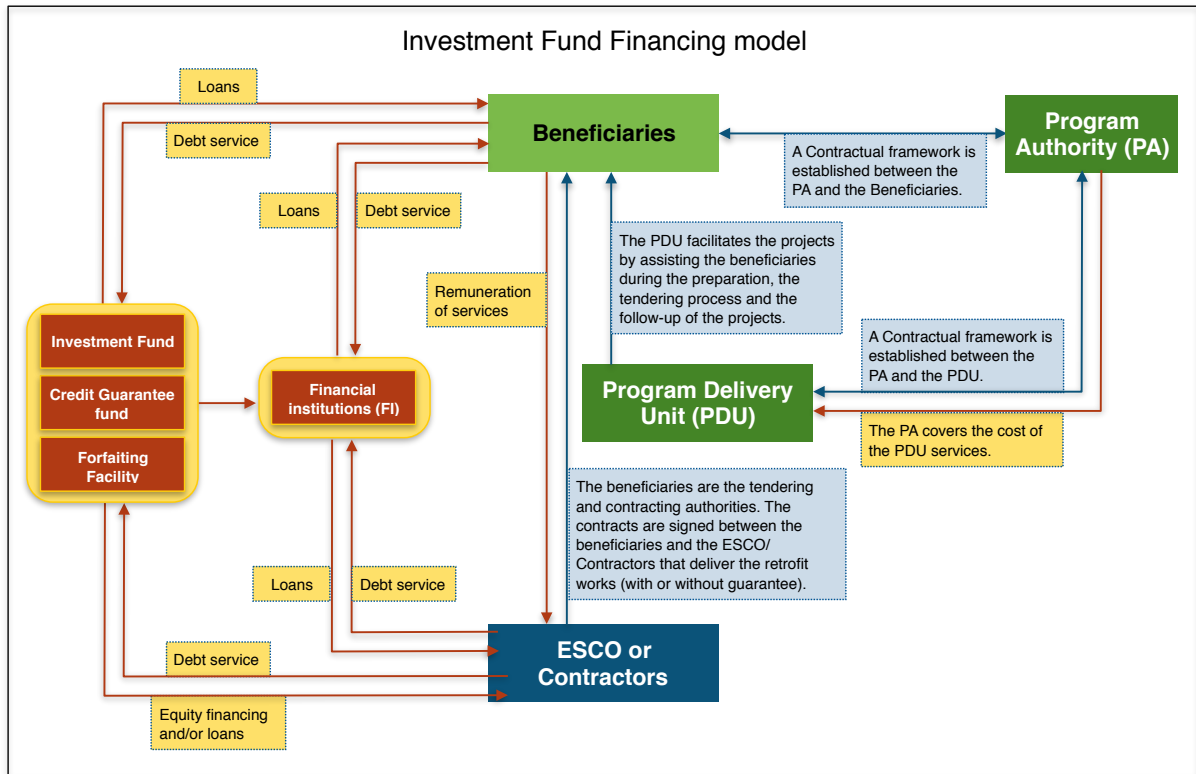 Investment Fund Financing model
Loans
Debt service
Beneficiaries
Program
Authority (PA)
A Contractual framework is
established between the
PA and the Beneficiaries.
Loans
Debt service
The PDU facilitates the projects
by assisting the beneficiaries
during the preparation, the
tendering process and the
follow-up of the projects.
Remuneration
of services
Investment Fund
Credit Guarantee
fund
Forfaiting
Facility
Financial
institutions (FI)
Program Delivery
Unit (PDU)
A Contractual framework is
established between the
PA and the PDU.
The PA covers the cost of
the PDU services.
The beneficiaries are the tendering
and contracting authorities. The
contracts are signed between the
beneficiaries and the ESCO/
Contractors that deliver the retrofit
works (with or without guarantee).
Loans
Debt service
ESCO or
Contractors
Debt service
Equity financing
and/or loans